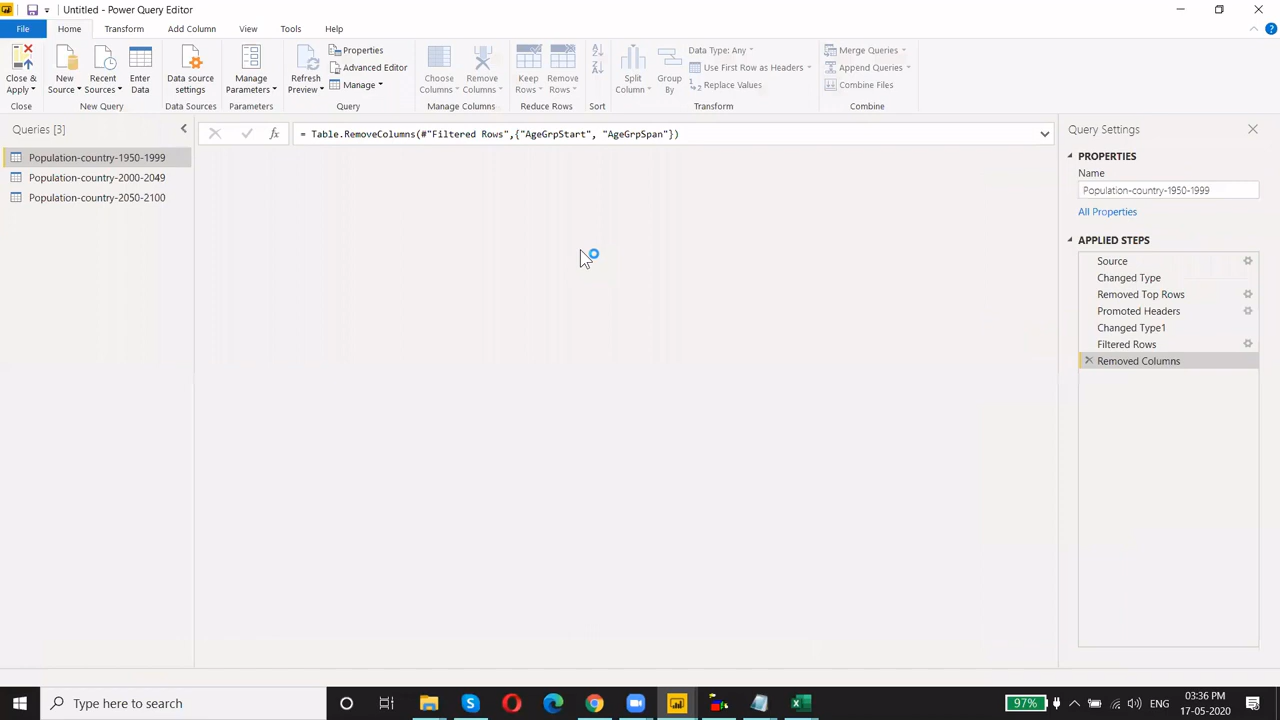 Untitled - Power Query Editor
File Home Transform Add Column View Tools Help
Close & Apply
New Source
Recent Sources
Enter Data
Data source settings
Manage Parameters
Refresh Preview
Properties
Advanced Editor
Manage
Choose Columns
Remove Columns
Keep Rows
Remove Rows
Split Column
Group By
Data Type: Any
Use First Row as Headers
Replace Values
Merge Queries
Append Queries
Combine Files
Close New Query Data Sources Parameters Query Manage Columns Reduce Rows Sort Transform Combine
Queries [3]
Population-country-1950-1999
Population-country-2000-2049
Population-country-2050-2100
fx = Table.RemoveColumns(#"Filtered Rows",{"AgeGrpStart", "AgeGrpSpan"})
Query Settings
PROPERTIES
Name
Population-country-1950-1999
All Properties
APPLIED STEPS
Source
Changed Type
Removed Top Rows
Promoted Headers
Changed Type1
Filtered Rows
Removed Columns
Type here to search
97%
ENG
03:36 PM
17-05-2020